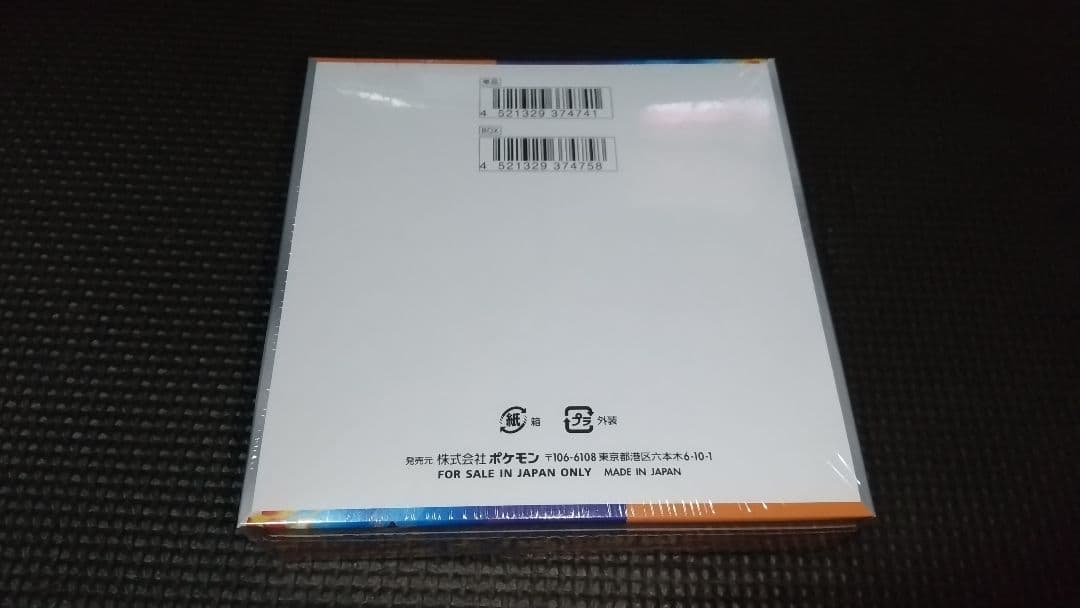 単品
4 521329 374741
BOX
4 521329 374758
紙 箱 プラ 外装
発売元 株式会社 ポケモン 〒106-6108 東京都港区六本木6-10-1
FOR SALE IN JAPAN ONLY MADE IN JAPAN